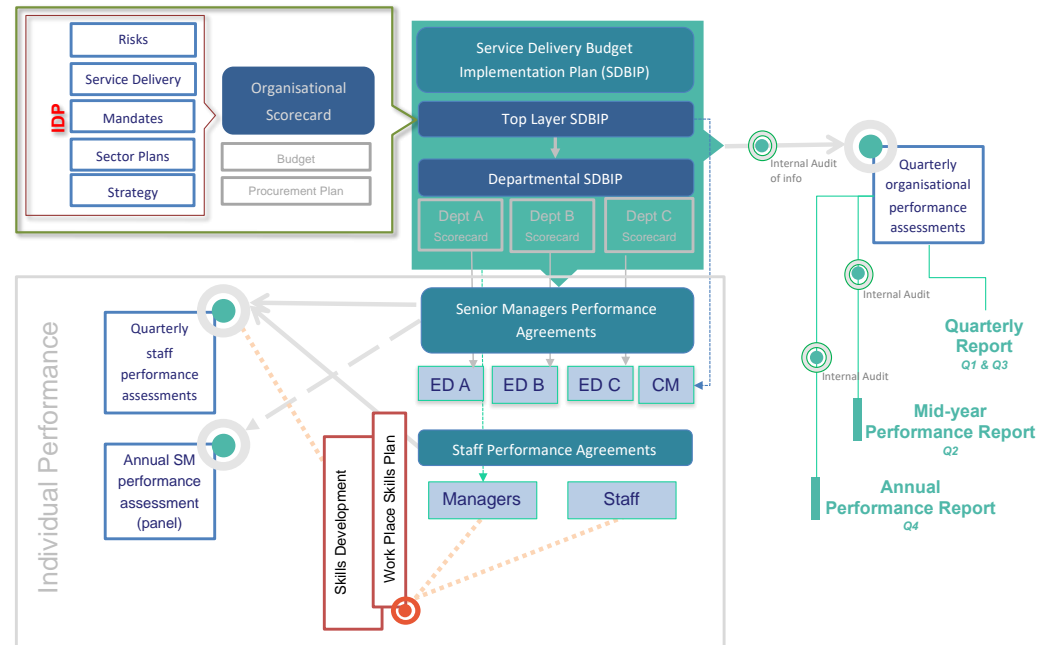 Risks
Service Delivery
Mandates
Sector Plans
Strategy
IDP
Organisational
Scorecard
Budget
Procurement Plan
Service Delivery Budget
Implementation Plan (SDBIP)
Top Layer SDBIP
Departmental SDBIP
Dept A
Scorecard
Dept B
Scorecard
Dept C
Scorecard
Internal Audit
of info
Quarterly
organisational
performance
assessments
Internal Audit
Internal Audit
Quarterly
Report
Q1 & Q3
Mid-year
Performance Report
Q2
Annual
Performance Report
Q4
Individual Performance
Quarterly
staff
performance
assessments
Annual SM
performance
assessment
(panel)
Senior Managers Performance
Agreements
ED A
ED B
ED C
CM
Staff Performance Agreements
Managers
Staff
Skills Development
Work Place Skills Plan